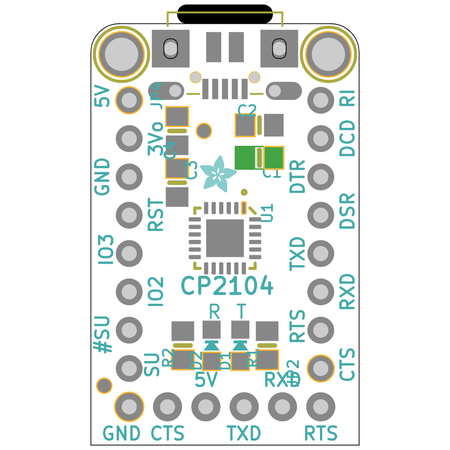 5V
JP1
RI
C2
3Vo
DCD
C4
C3
C1
GND
DTR
RST
U1
DSR
IO3
TXD
CP2104
IO2
RXD
R T
#SU
RTS
R2
D2
D1
R1
SU
5V
RXD
JP2
CTS
GND CTS TXD RTS